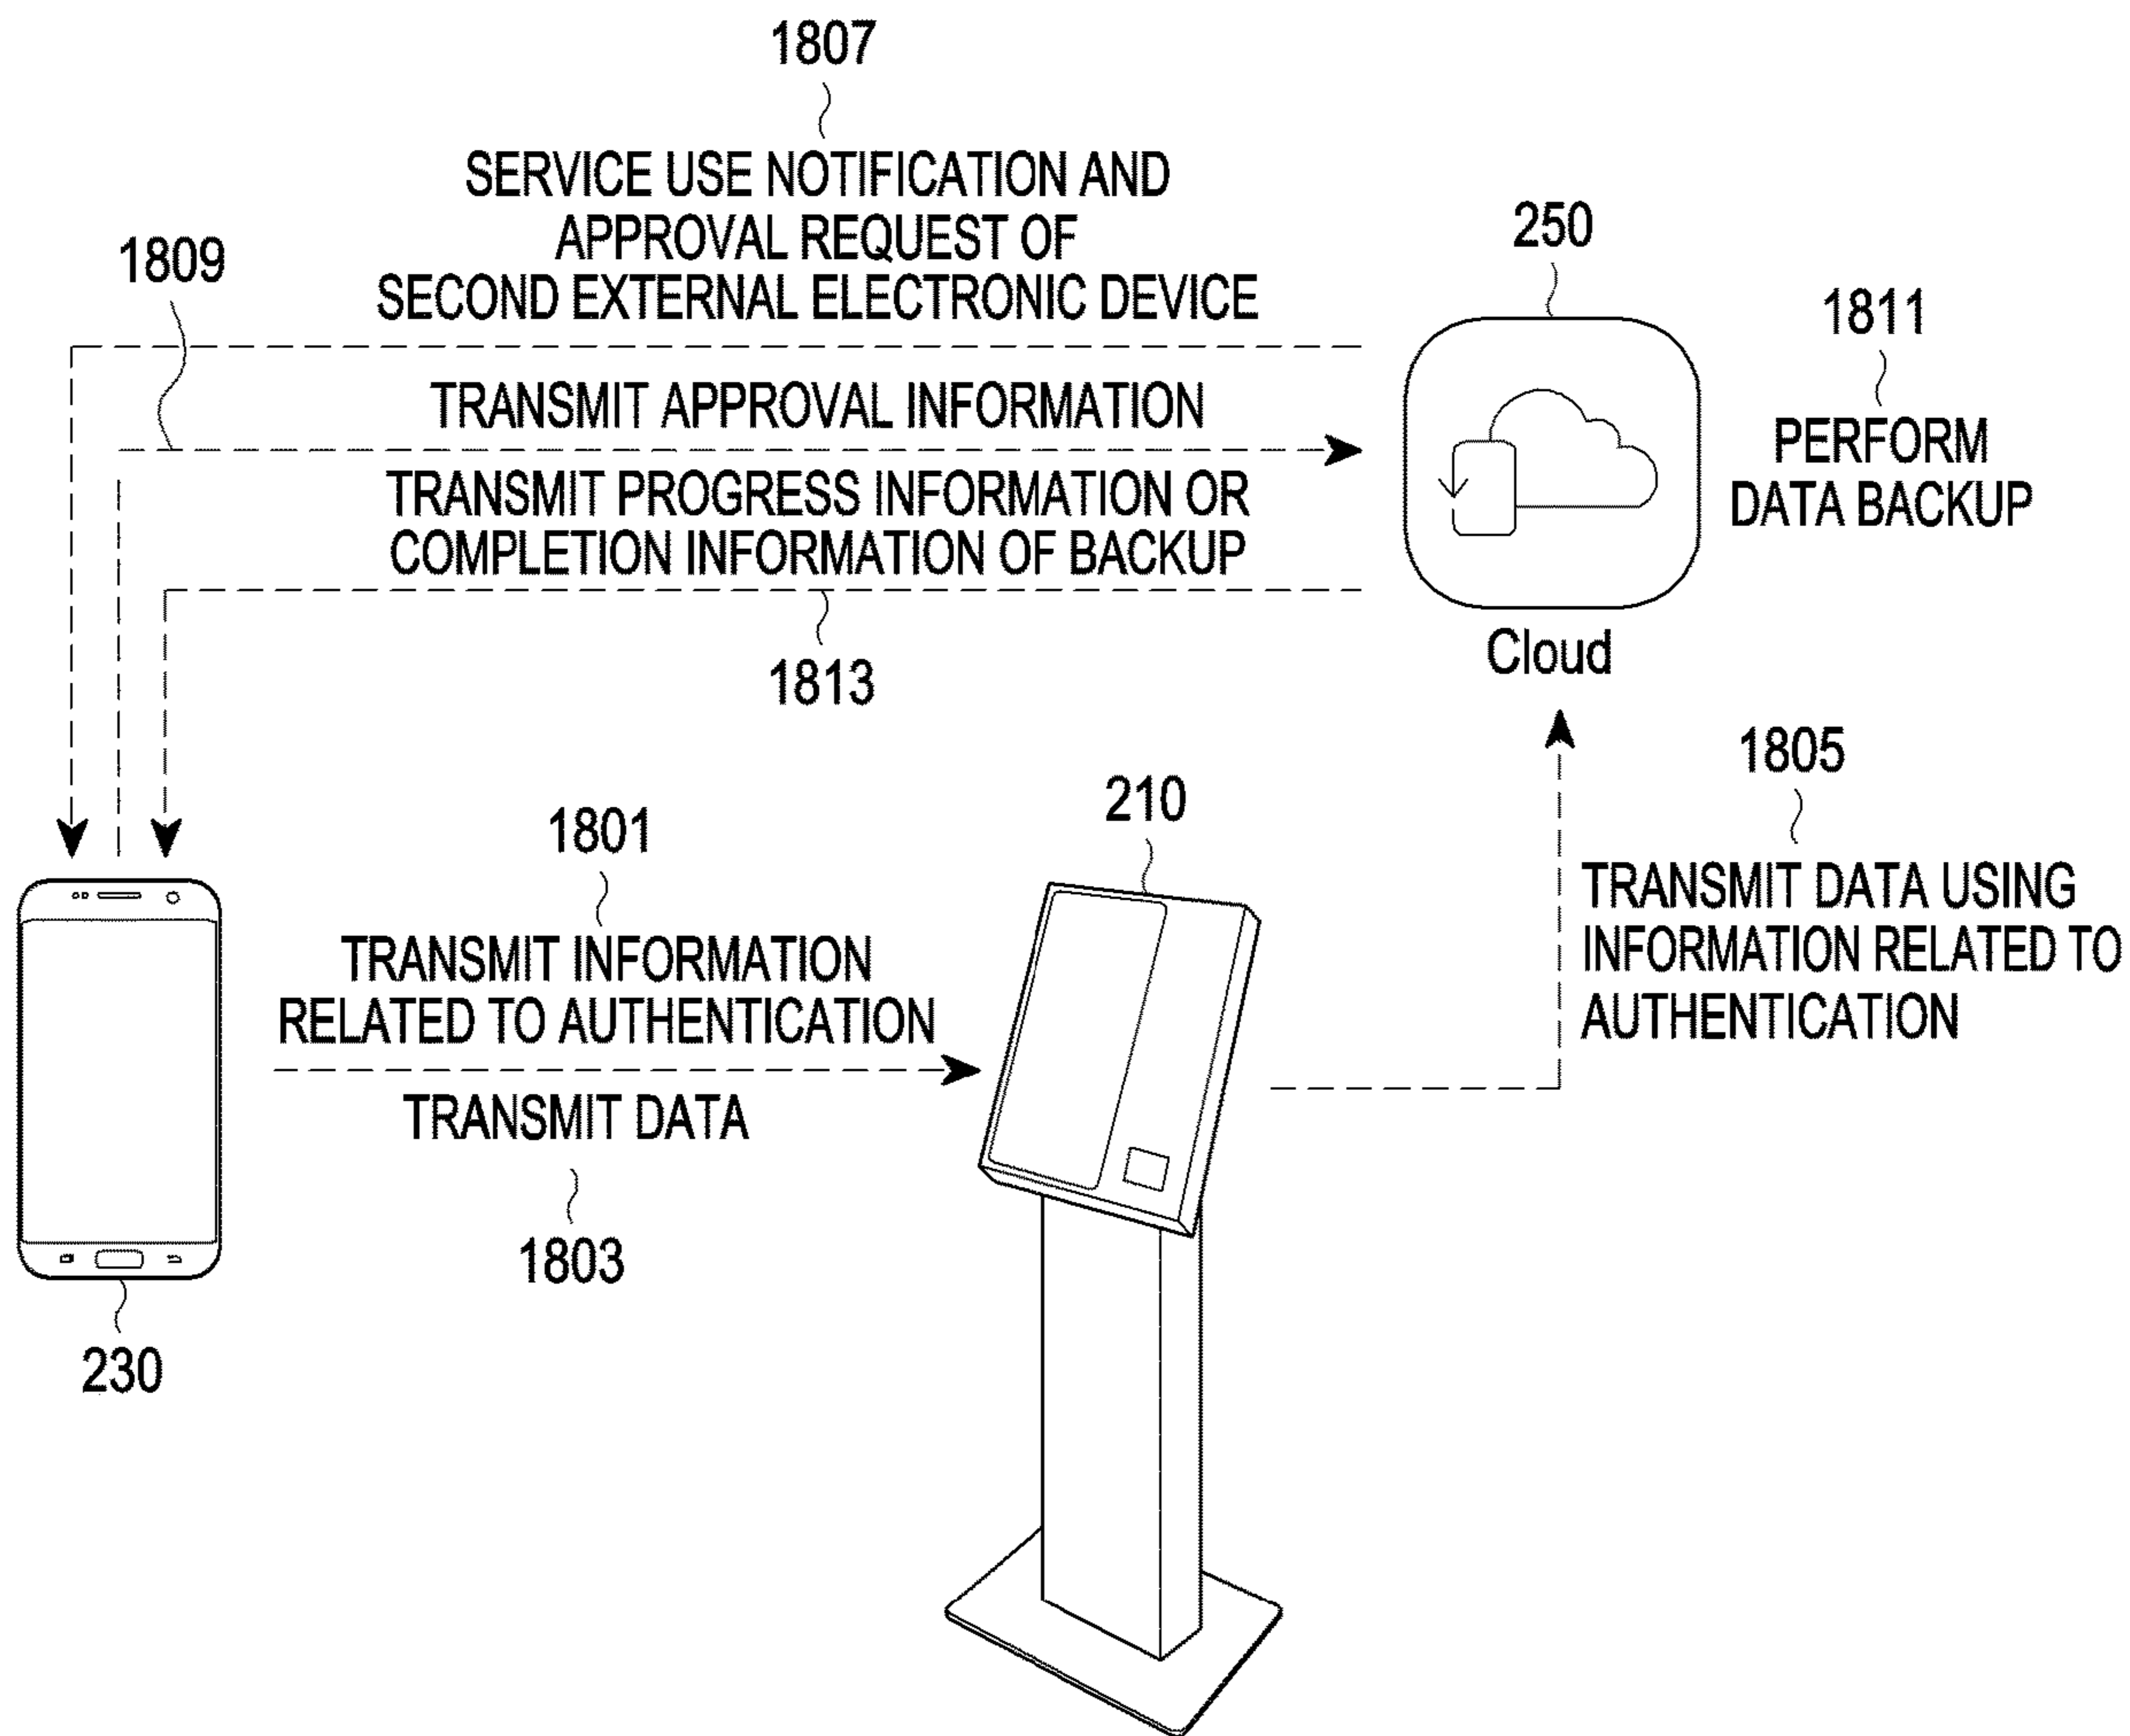 1807
SERVICE USE NOTIFICATION AND
APPROVAL REQUEST OF
SECOND EXTERNAL ELECTRONIC DEVICE
1809
TRANSMIT APPROVAL INFORMATION
TRANSMIT PROGRESS INFORMATION OR
COMPLETION INFORMATION OF BACKUP
1813
250
1811
PERFORM
DATA BACKUP
Cloud
1805
TRANSMIT DATA USING
INFORMATION RELATED TO
AUTHENTICATION
210
1801
TRANSMIT INFORMATION
RELATED TO AUTHENTICATION
TRANSMIT DATA
1803
230